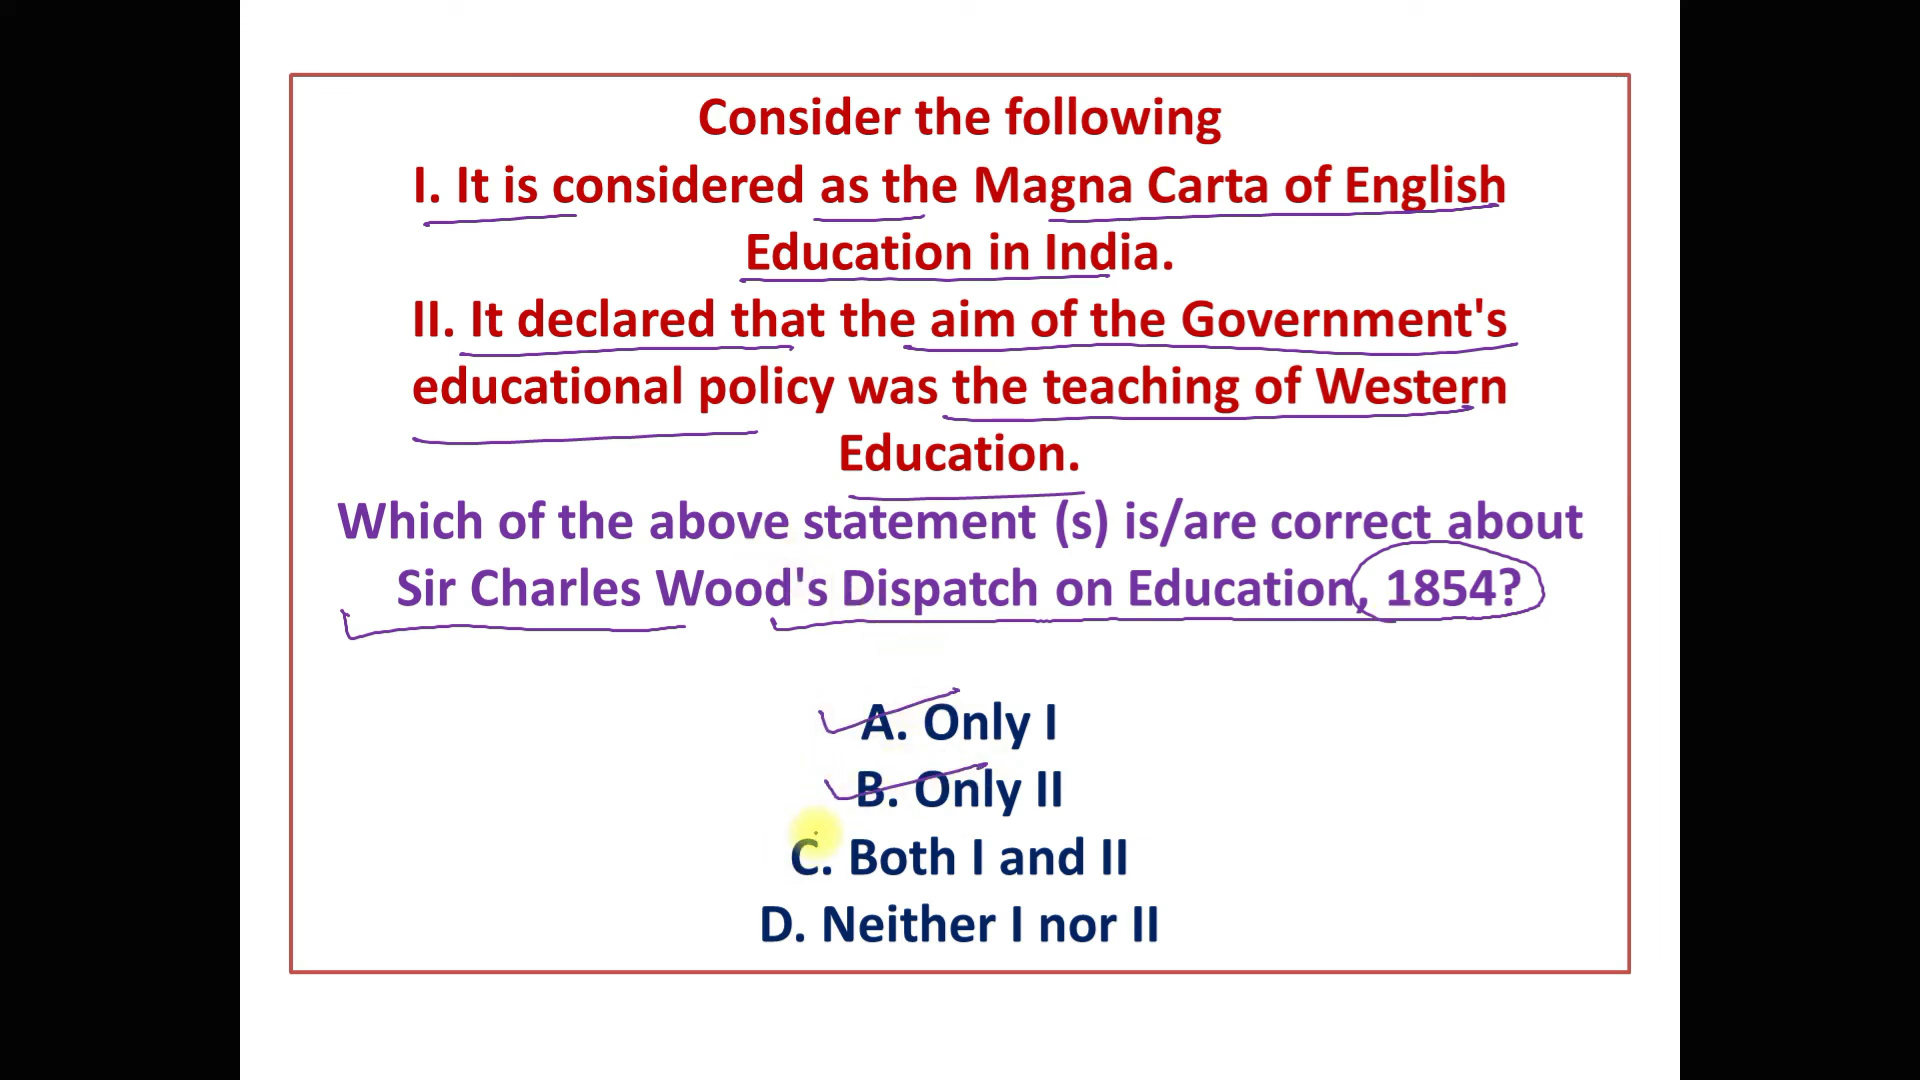 Consider the following
I. It is considered as the Magna Carta of English
Education in India.
II. It declared that the aim of the Government's
educational policy was the teaching of Western
Education.
Which of the above statement (s) is/are correct about
Sir Charles Wood's Dispatch on Education, 1854?
A. Only I
B. Only II
C. Both I and II
D. Neither I nor II